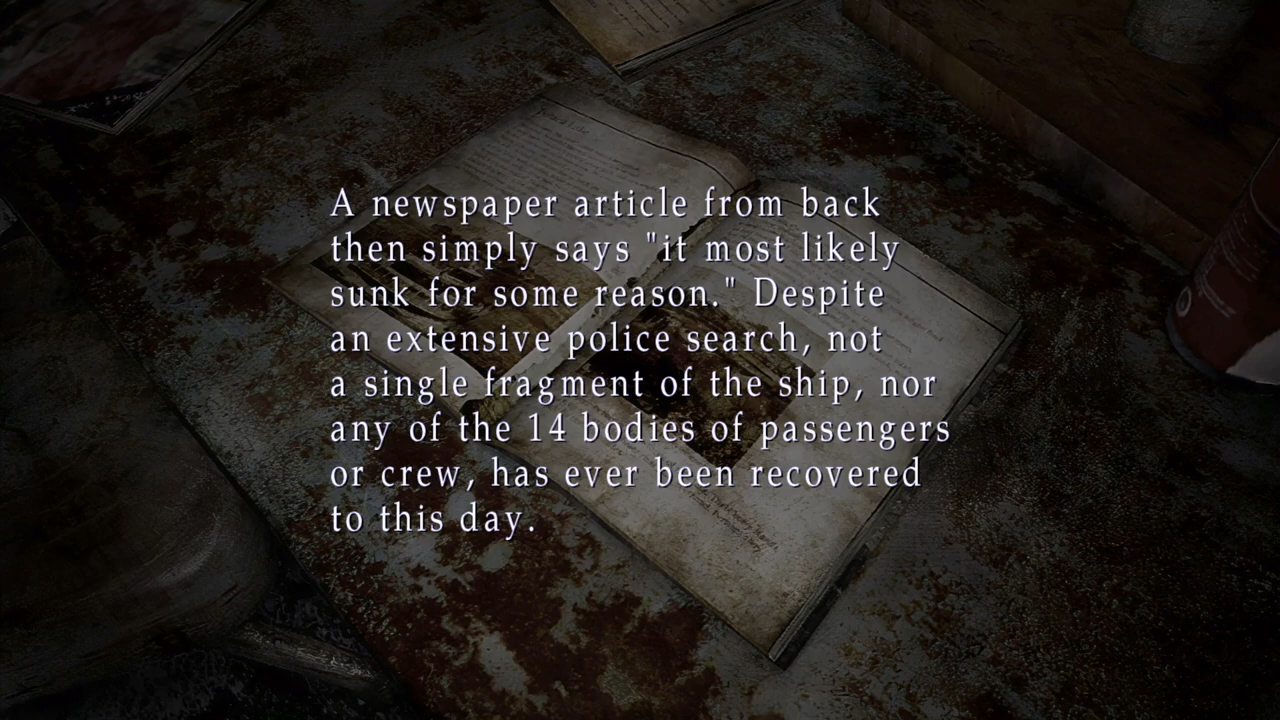 A newspaper article from back
then simply says "it most likely
sunk for some reason." Despite
an extensive police search, not
a single fragment of the ship, nor
any of the 14 bodies of passengers
or crew, has ever been recovered
to this day.